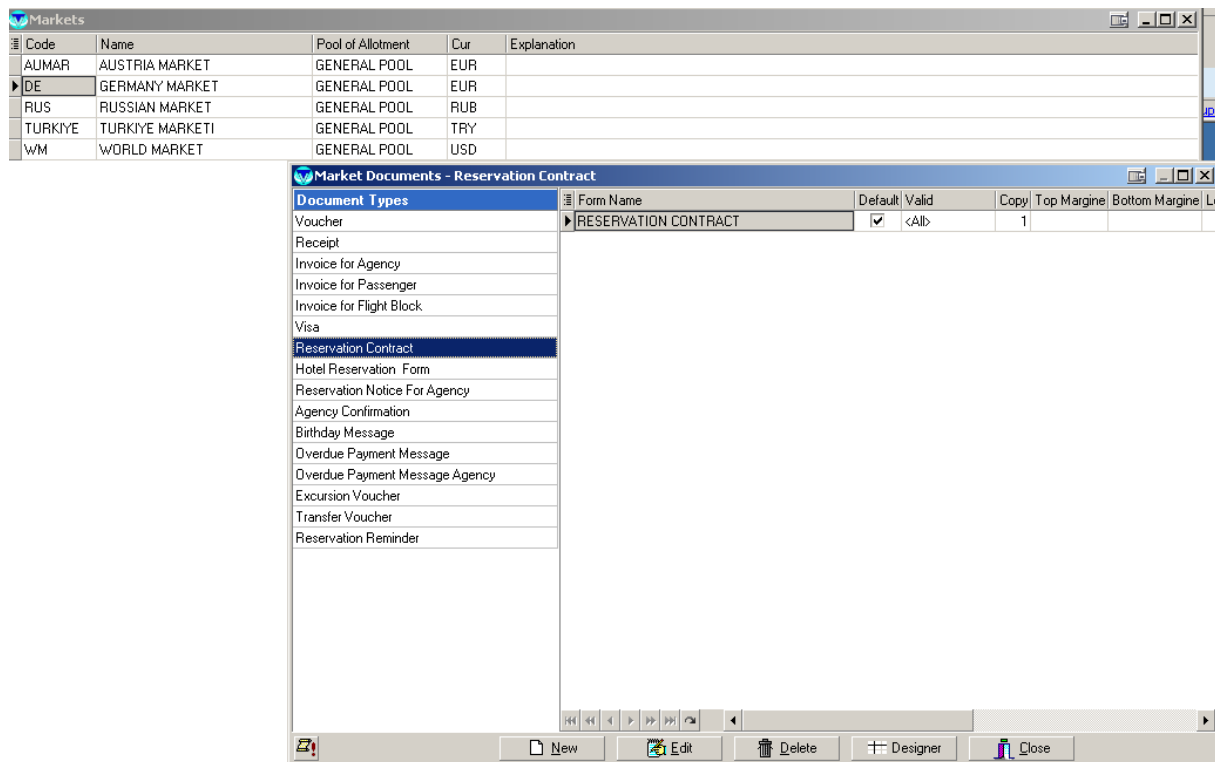 Markets
Code Name Pool of Allotment Cur Explanation
AUMAR AUSTRIA MARKET GENERAL POOL EUR
DE GERMANY MARKET GENERAL POOL EUR
RUS RUSSIAN MARKET GENERAL POOL RUB
TURKIYE TURKIYE MARKETI GENERAL POOL TRY
WM WORLD MARKET GENERAL POOL USD
Market Documents - Reservation Contract
Document Types Form Name Default Valid Copy Top Margine Bottom Margine
Voucher RESERVATION CONTRACT <All> 1
Receipt
Invoice for Agency
Invoice for Passenger
Invoice for Flight Block
Visa
Reservation Contract
Hotel Reservation Form
Reservation Notice For Agency
Agency Confirmation
Birthday Message
Overdue Payment Message
Overdue Payment Message Agency
Excursion Voucher
Transfer Voucher
Reservation Reminder
New Edit Delete Designer Close